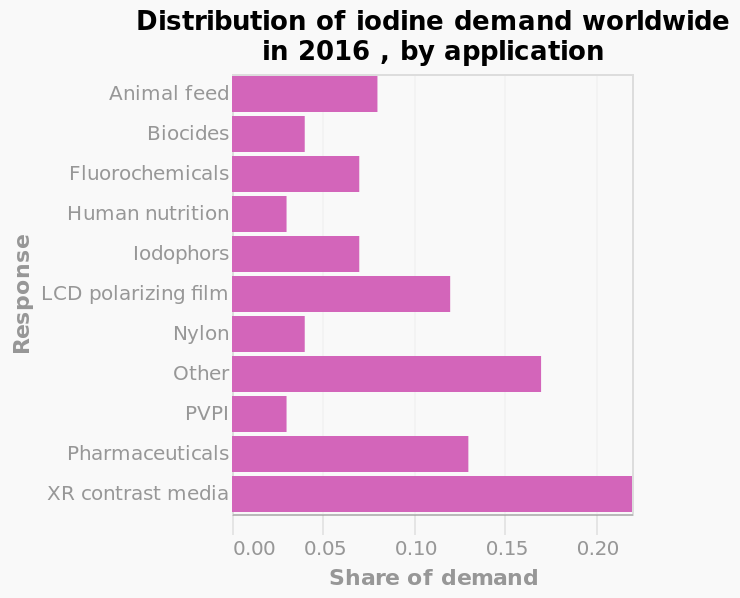 Distribution of iodine demand worldwide
in 2016 , by application
Response
Animal feed
Biocides
Fluorochemicals
Human nutrition
Iodophors
LCD polarizing film
Nylon
Other
PVPI
Pharmaceuticals
XR contrast media
0.00 0.05 0.10 0.15 0.20
Share of demand